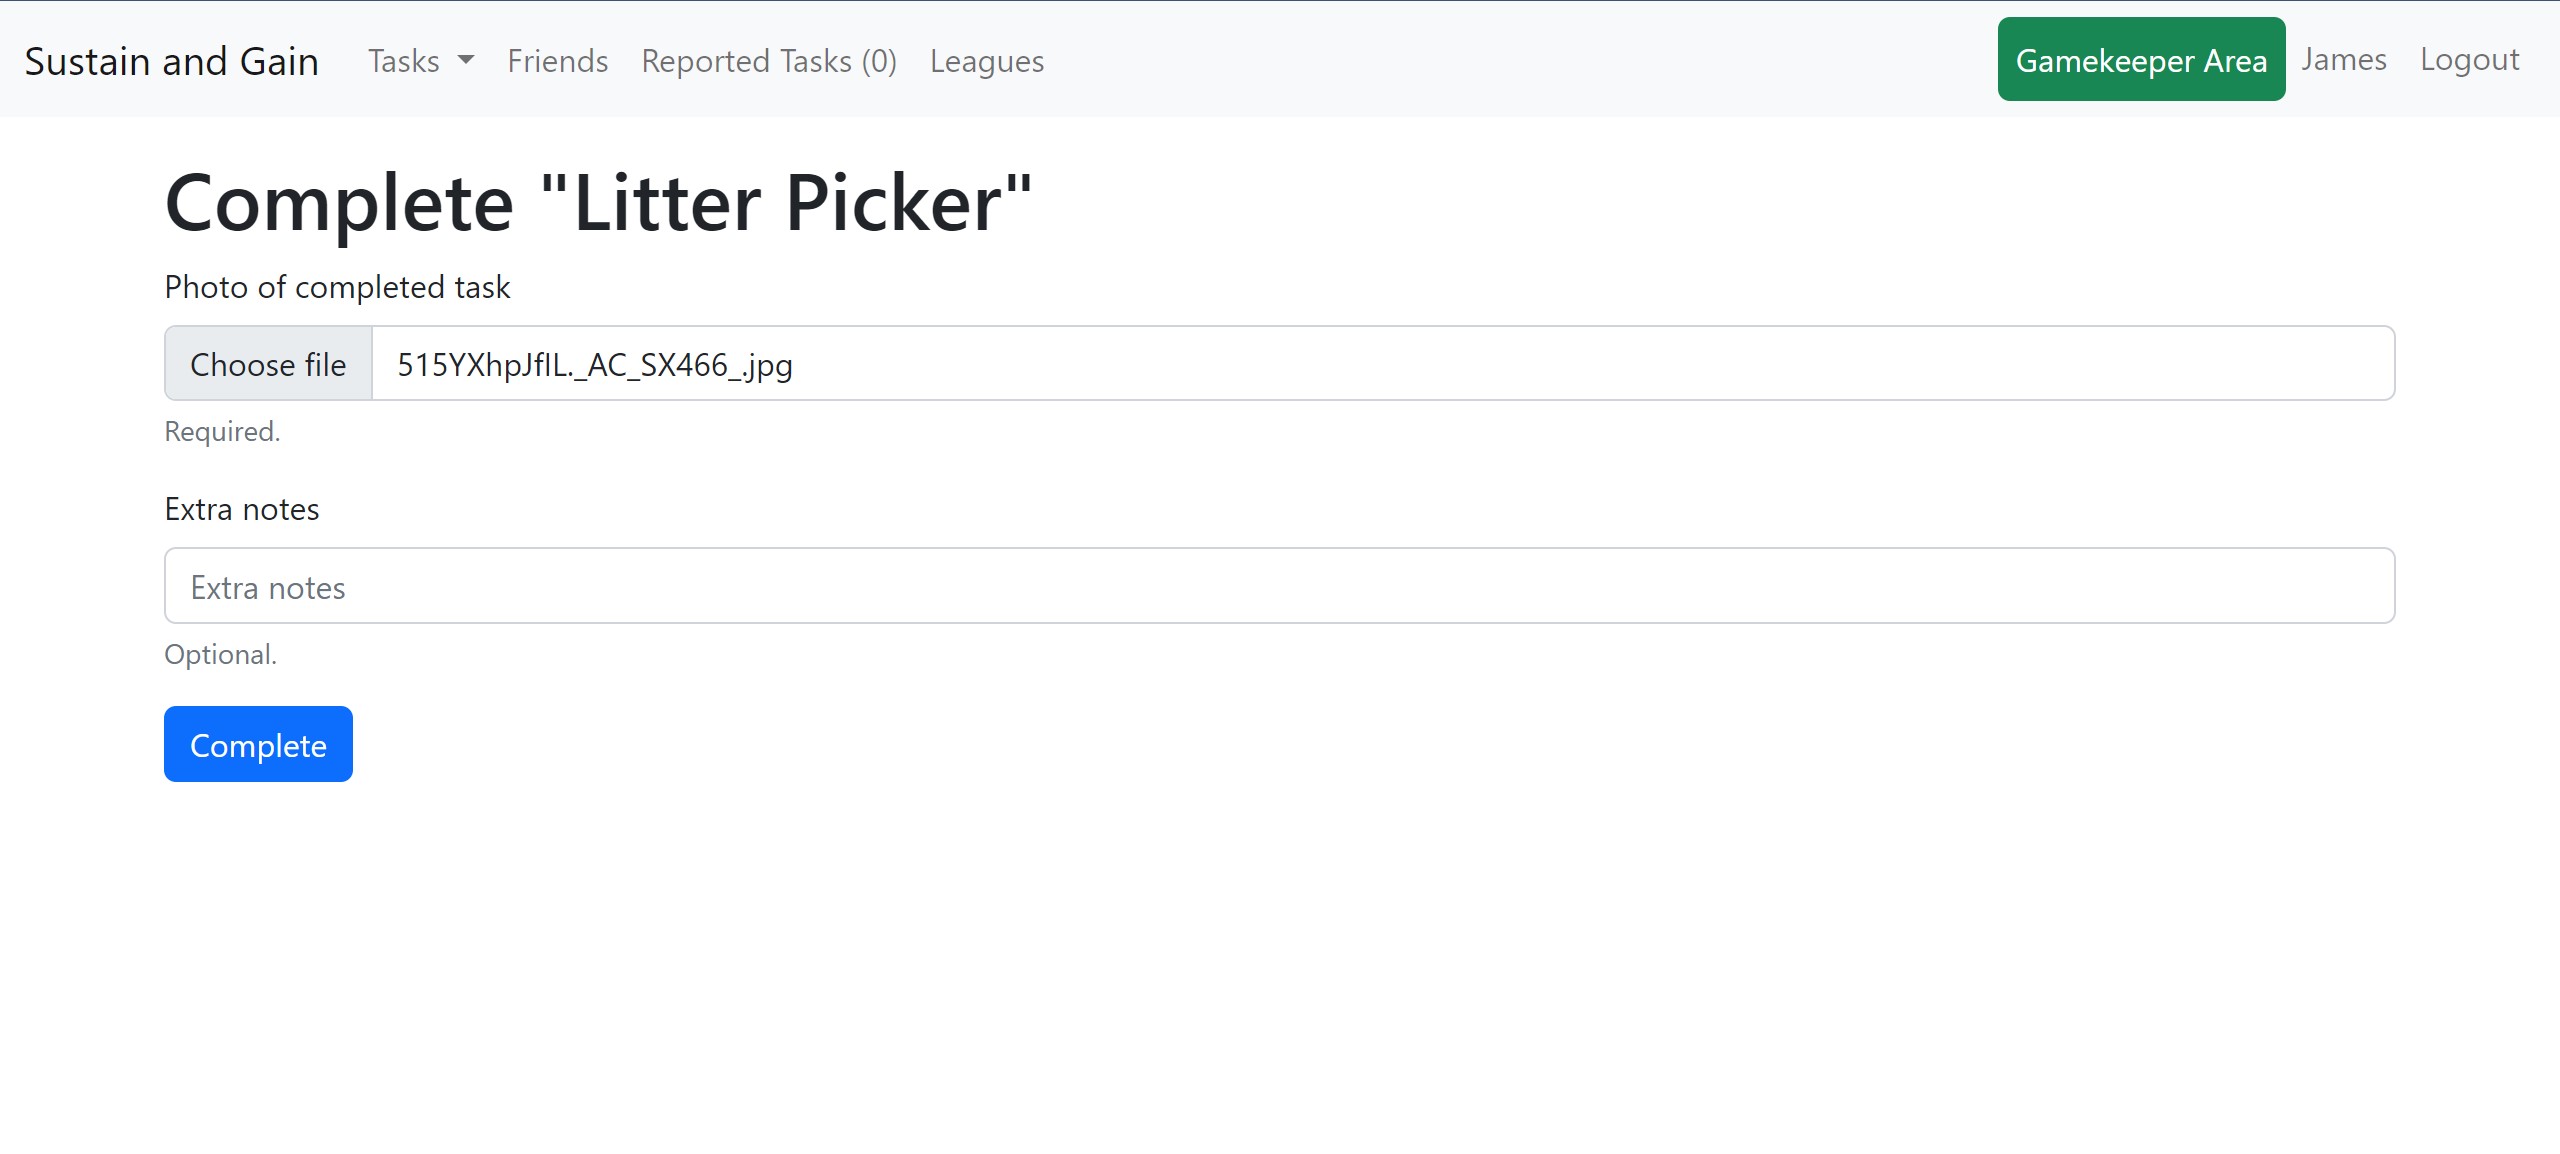 Sustain and Gain Tasks Friends Reported Tasks (0) Leagues Gamekeeper Area James Logout
Complete "Litter Picker"
Photo of completed task
Choose file 515YXhpJfIL._AC_SX466_.jpg
Required.
Extra notes
Extra notes
Optional.
Complete